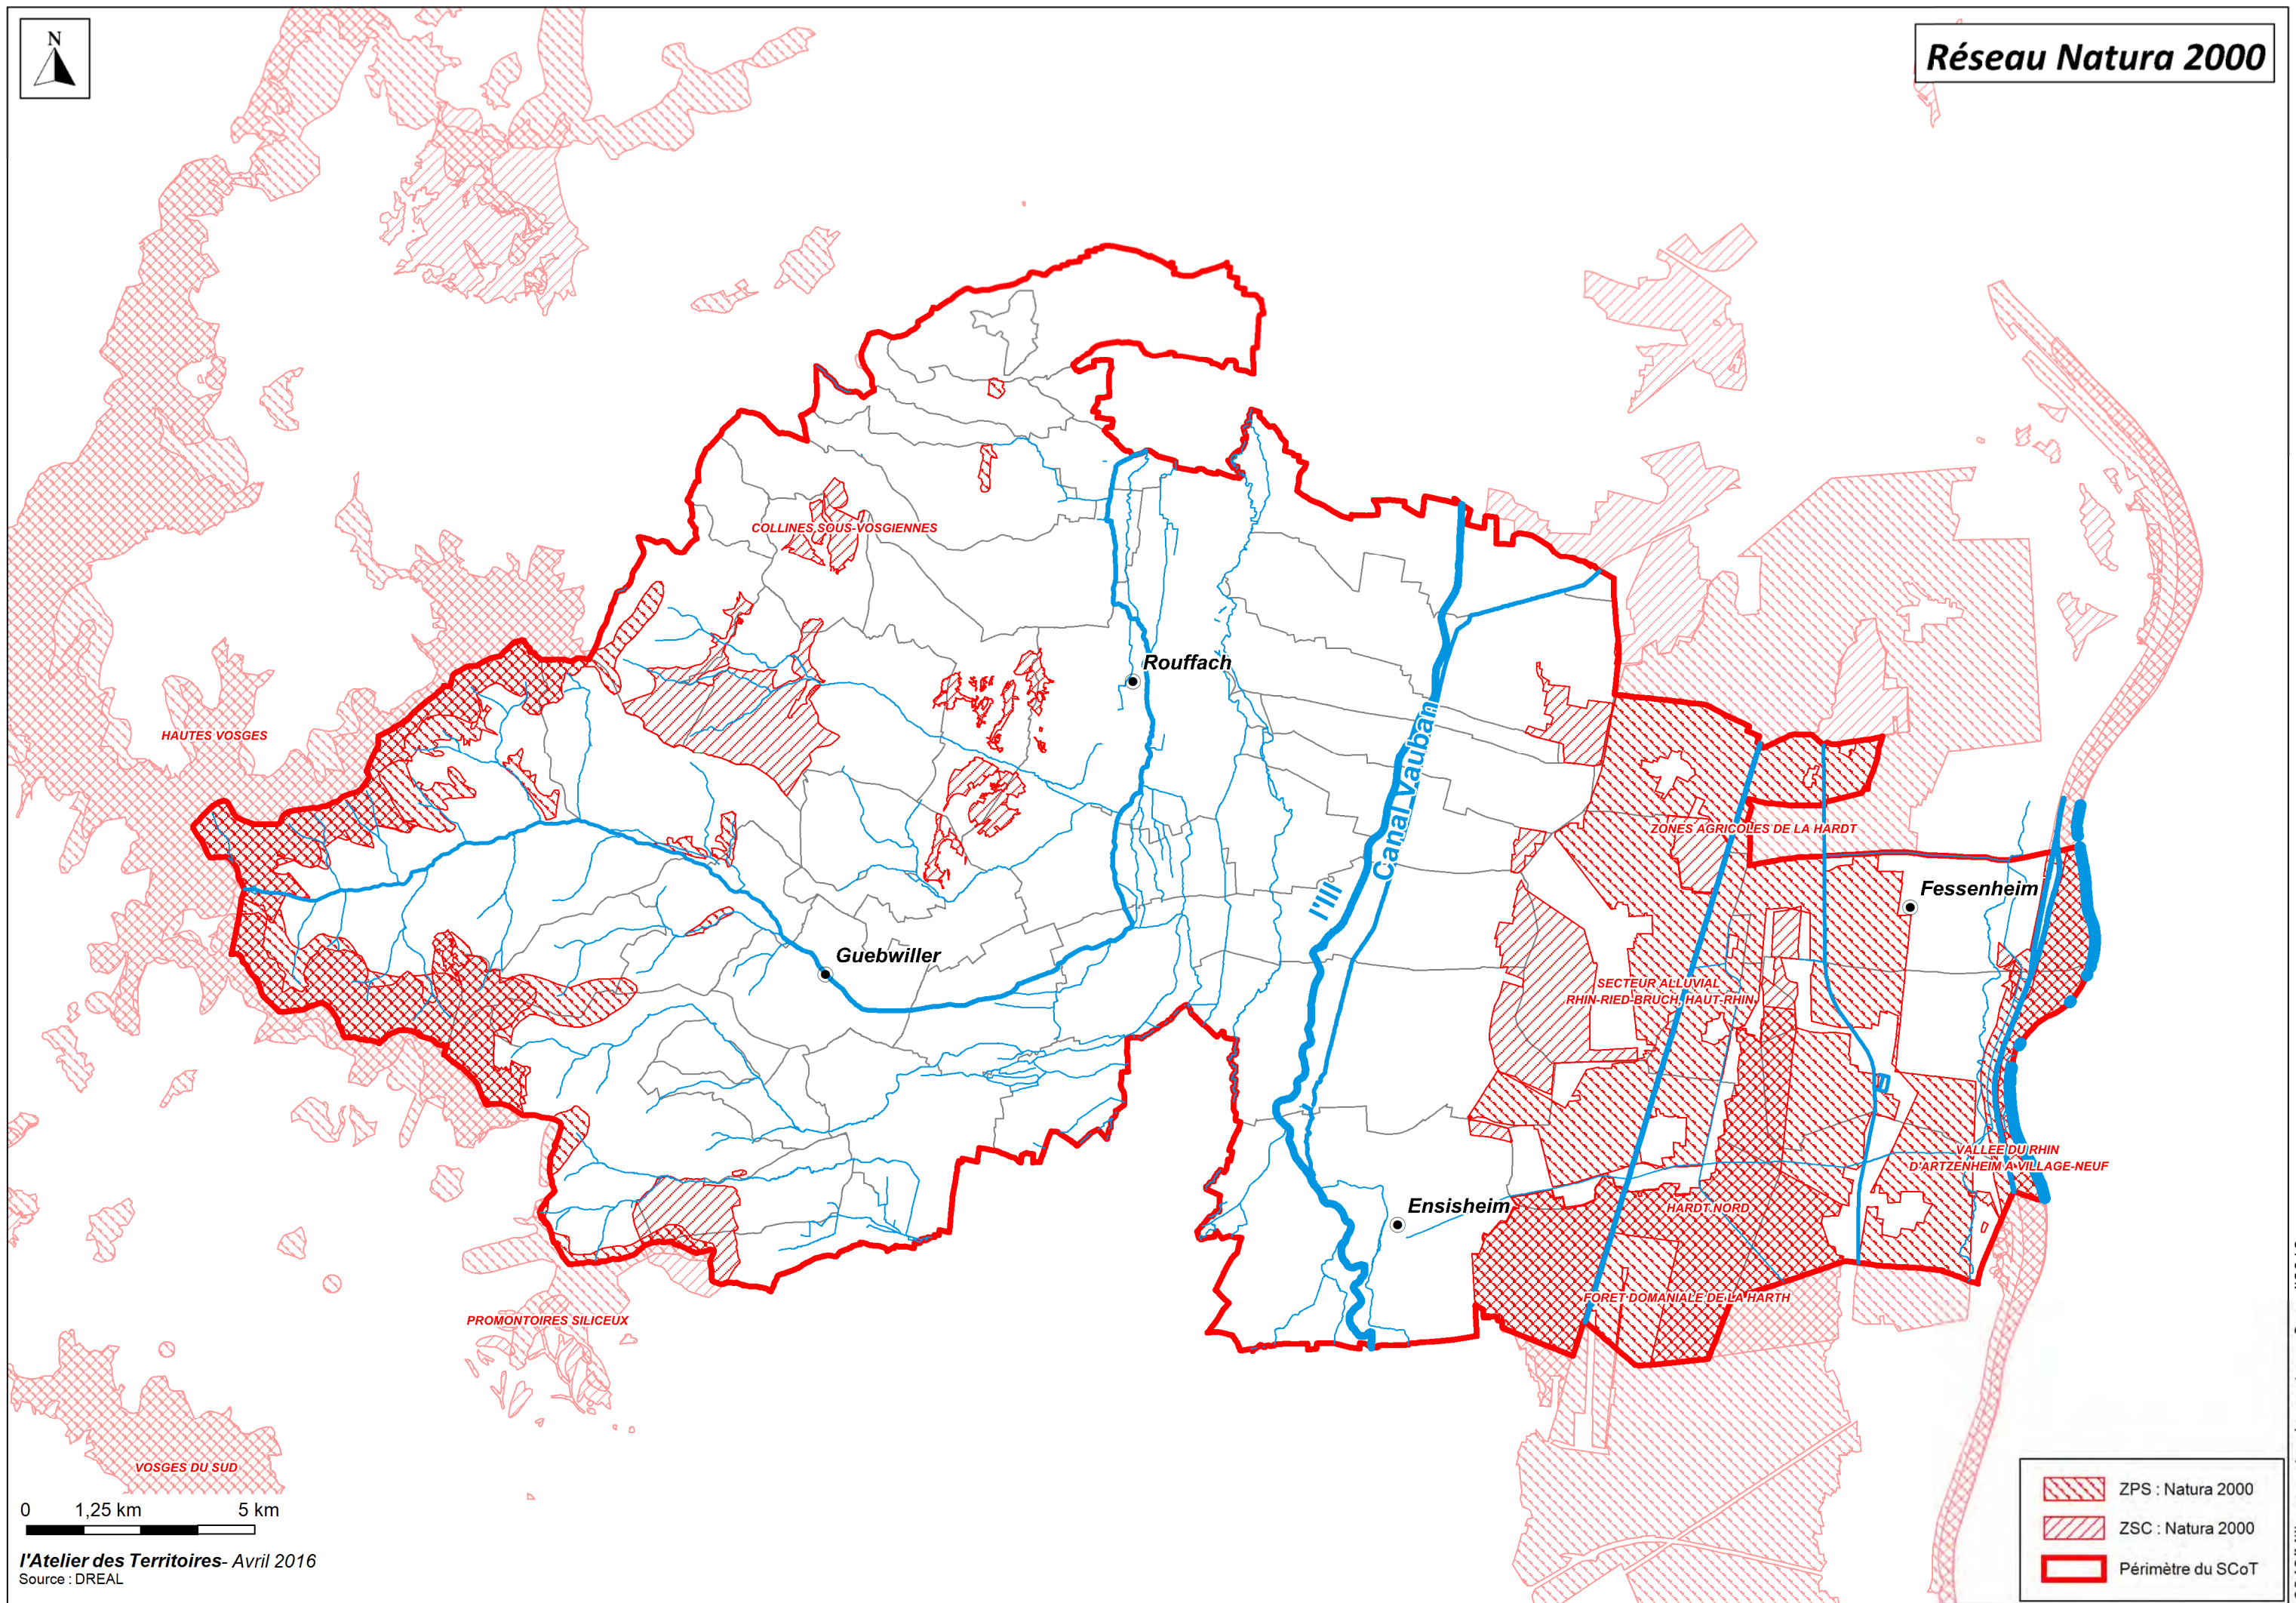 N
Réseau Natura 2000
COLLINES SOUS-VOSGIENNES
Rouffach
HAUTES VOSGES
Canal Vauban
ZONES AGRICOLES DE LA HARDT
l'Ill
Fessenheim
Guebwiller
SECTEUR ALLUVIAL
RHIN-RIED-BRUCH, HAUT-RHIN
VALLEE DU RHIN
D'ARTZENHEIM A VILLAGE-NEUF
Ensisheim
HARDT NORD
FORET DOMANIALE DE LA HARTH
PROMONTOIRES SILICEUX
VOSGES DU SUD
0 1,25 km 5 km
l'Atelier des Territoires- Avril 2016
Source : DREAL
ZPS : Natura 2000
ZSC : Natura 2000
Périmètre du SCoT